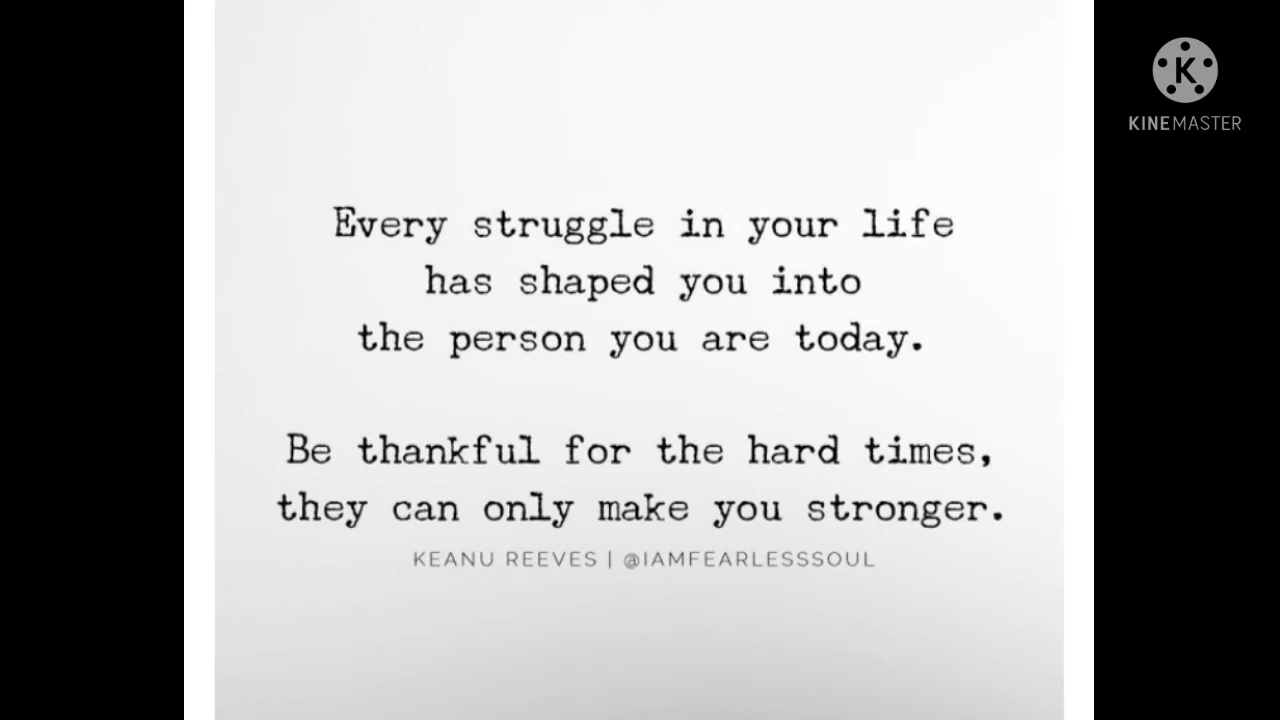 K
KINEMASTER
Every struggle in your life
has shaped you into
the person you are today.
Be thankful for the hard times,
they can only make you stronger.
KEANU REEVES | @IAMFEARLESSSOUL